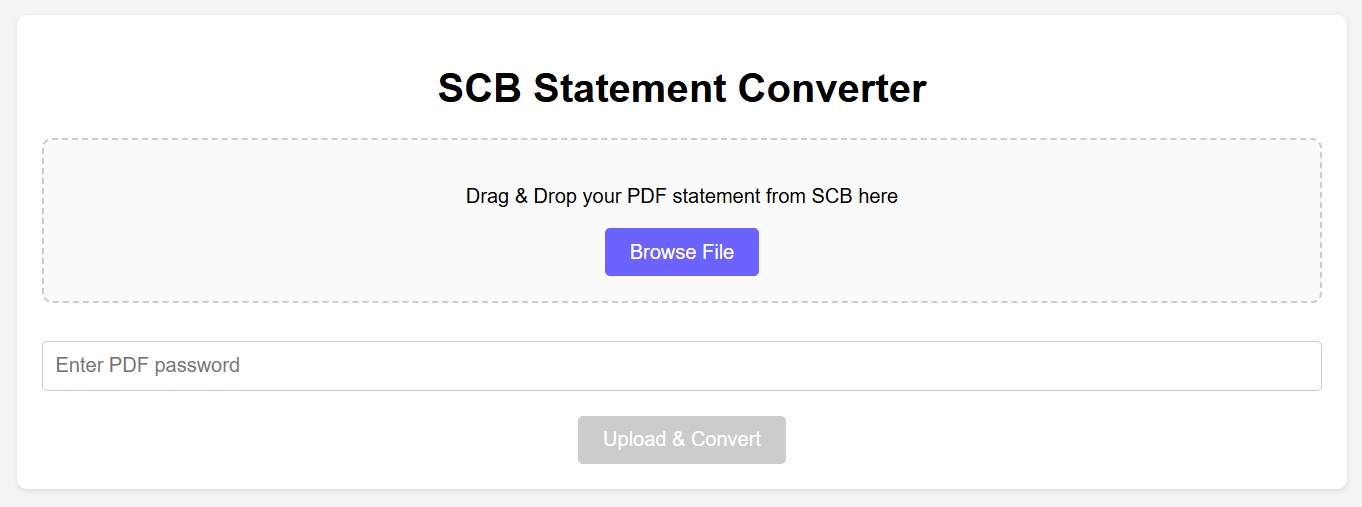 SCB Statement Converter
Drag & Drop your PDF statement from SCB here
Browse File
Enter PDF password
Upload & Convert